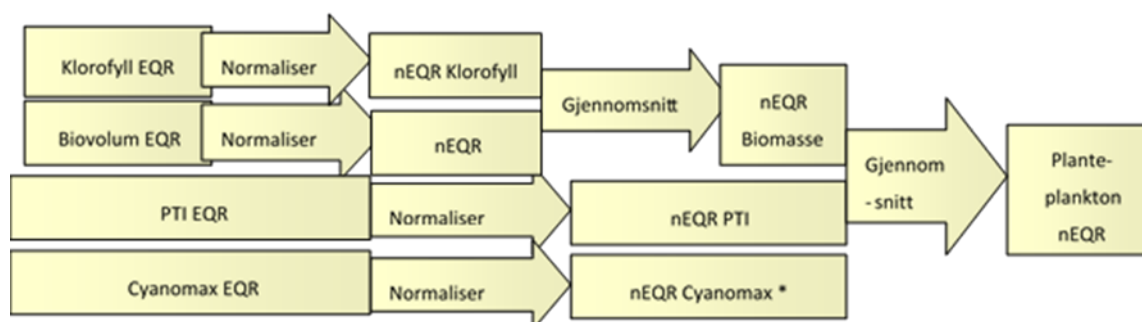 Klorofyll EQR
Normaliser
nEQR Klorofyll
Biovolum EQR
Normaliser
nEQR
Gjennomsnitt
nEQR
Biomasse
PTI EQR
Normaliser
nEQR PTI
Cyanomax EQR
Normaliser
nEQR Cyanomax *
Gjennom
- snitt
Plante-
plankton
nEQR